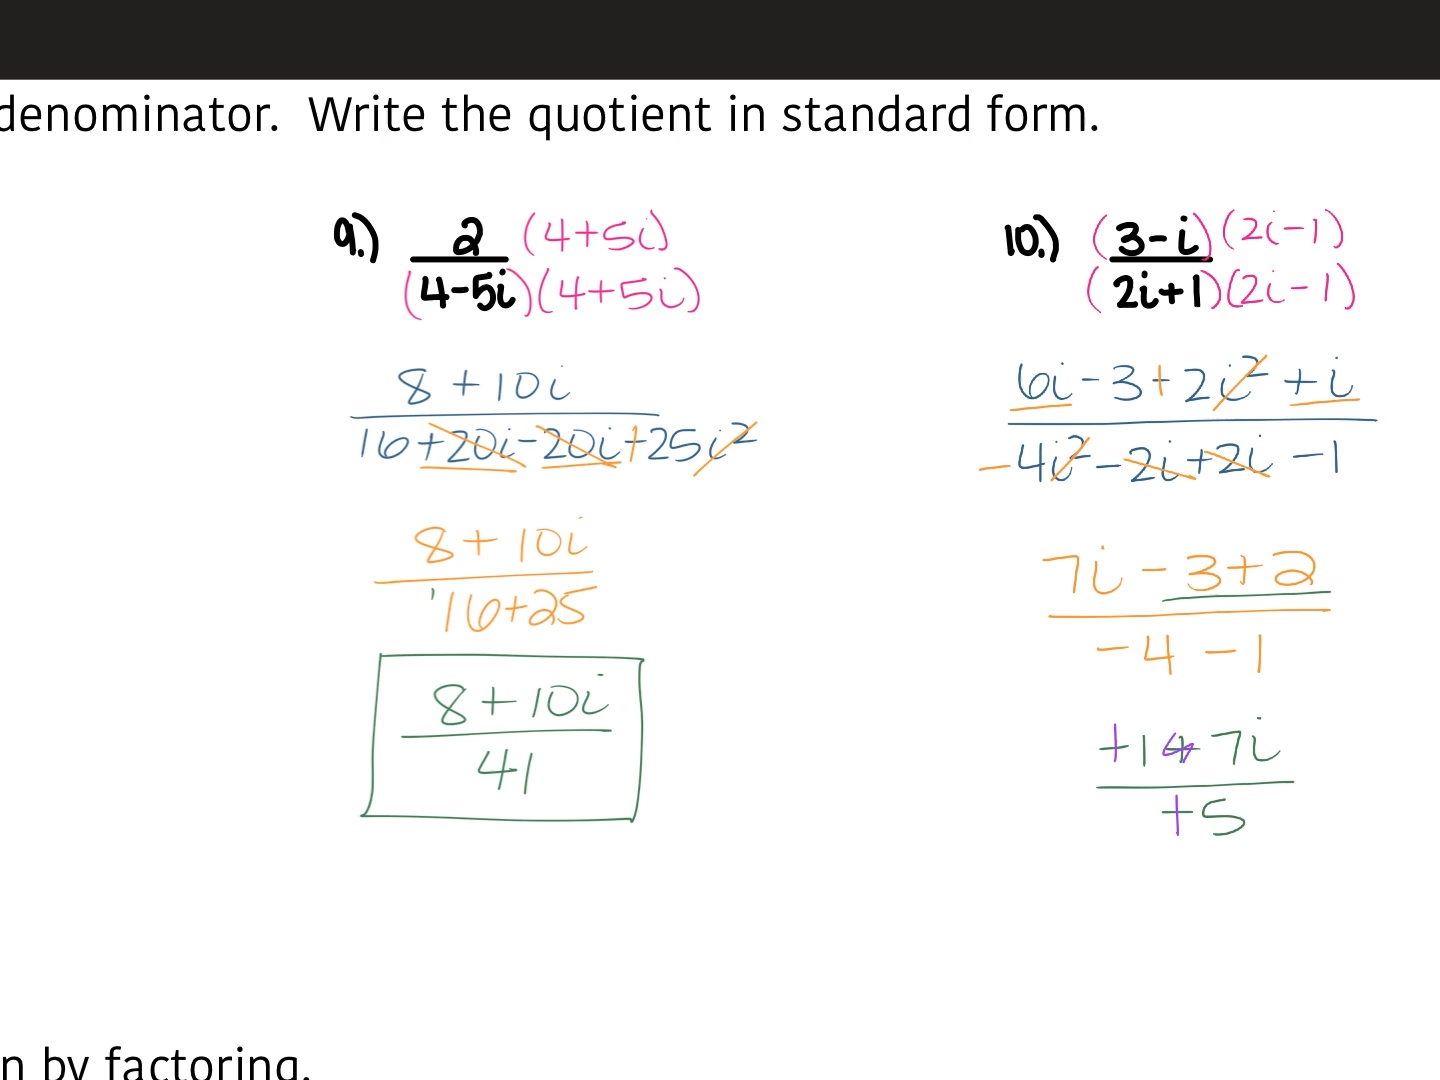 denominator. Write the quotient in standard form.
9.) 2 (4+5i)
(4-5i)(4+5i)
8 + 10i
16+20i-20i+25i²
8 + 10i
16+25
8 + 10i
41
10.) (3-i)(2i-1)
(2i+1)(2i-1)
6i-3+2i²+i
-4i²-2i+2i-1
7i-3+2
-4-1
+1 7i
+5
n by factoring.